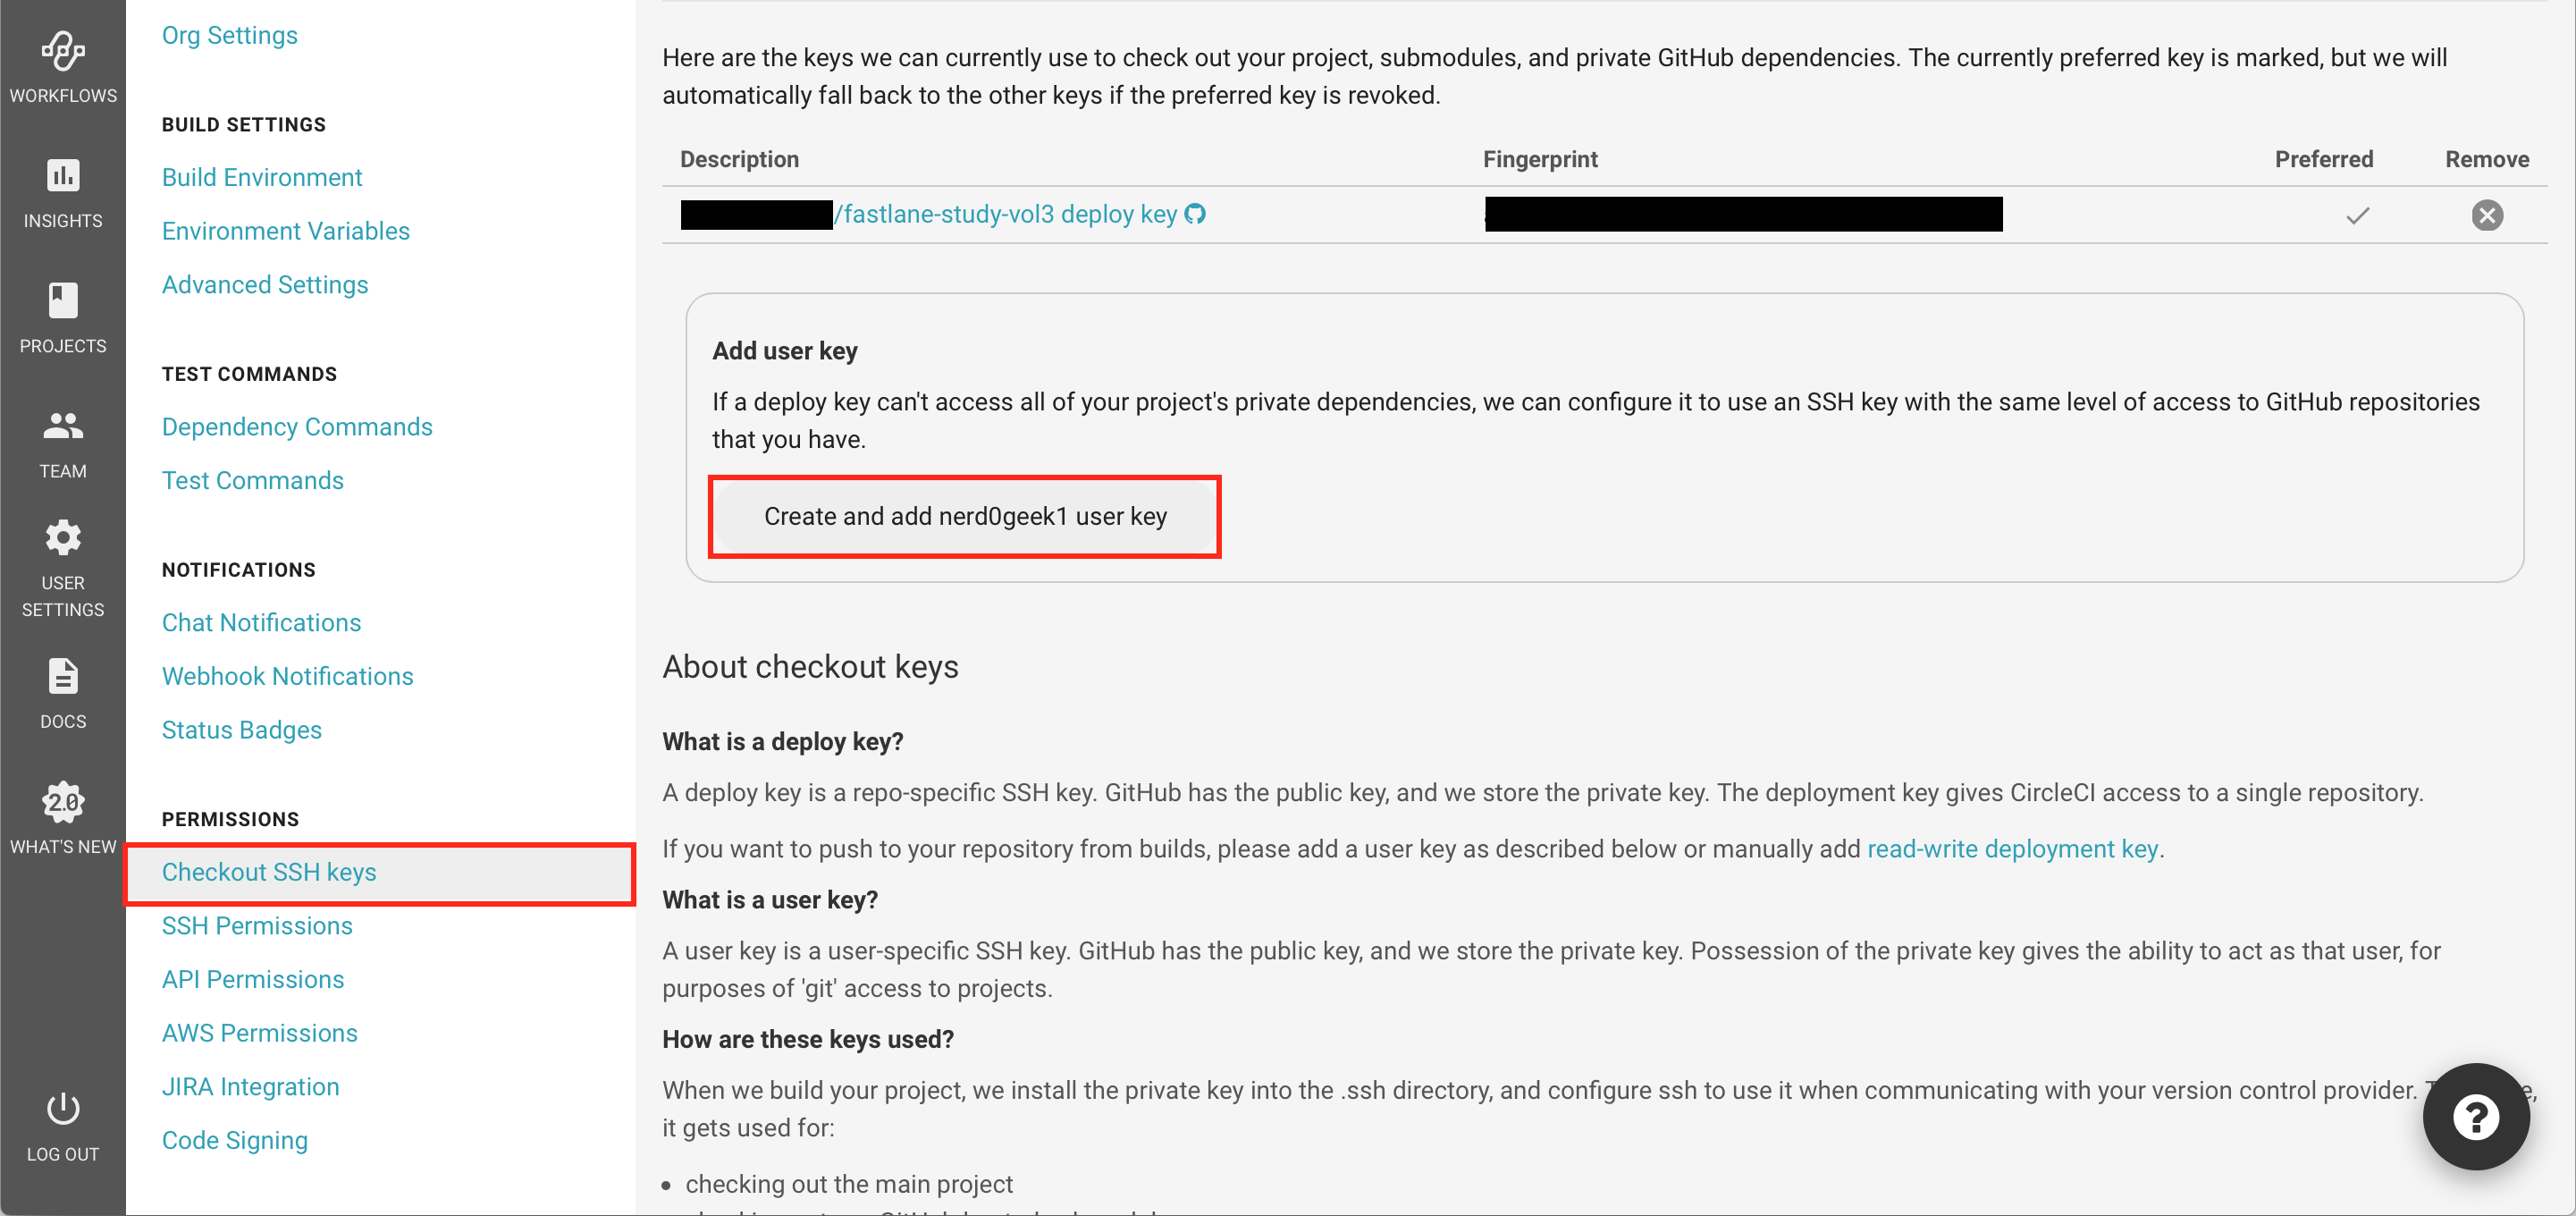 WORKFLOWS
INSIGHTS
PROJECTS
TEAM
USER
SETTINGS
DOCS
2.0
WHAT'S NEW
LOG OUT
Org Settings
BUILD SETTINGS
Build Environment
Environment Variables
Advanced Settings
TEST COMMANDS
Dependency Commands
Test Commands
NOTIFICATIONS
Chat Notifications
Webhook Notifications
Status Badges
PERMISSIONS
Checkout SSH keys
SSH Permissions
API Permissions
AWS Permissions
JIRA Integration
Code Signing
Here are the keys we can currently use to check out your project, submodules, and private GitHub dependencies. The currently preferred key is marked, but we will
automatically fall back to the other keys if the preferred key is revoked.
Description Fingerprint Preferred Remove
/fastlane-study-vol3 deploy key
Add user key
If a deploy key can't access all of your project's private dependencies, we can configure it to use an SSH key with the same level of access to GitHub repositories
that you have.
Create and add nerd0geek1 user key
About checkout keys
What is a deploy key?
A deploy key is a repo-specific SSH key. GitHub has the public key, and we store the private key. The deployment key gives CircleCI access to a single repository.
If you want to push to your repository from builds, please add a user key as described below or manually add read-write deployment key.
What is a user key?
A user key is a user-specific SSH key. GitHub has the public key, and we store the private key. Possession of the private key gives the ability to act as that user, for
purposes of 'git' access to projects.
How are these keys used?
When we build your project, we install the private key into the .ssh directory, and configure ssh to use it when communicating with your version control provider.
it gets used for:
• checking out the main project